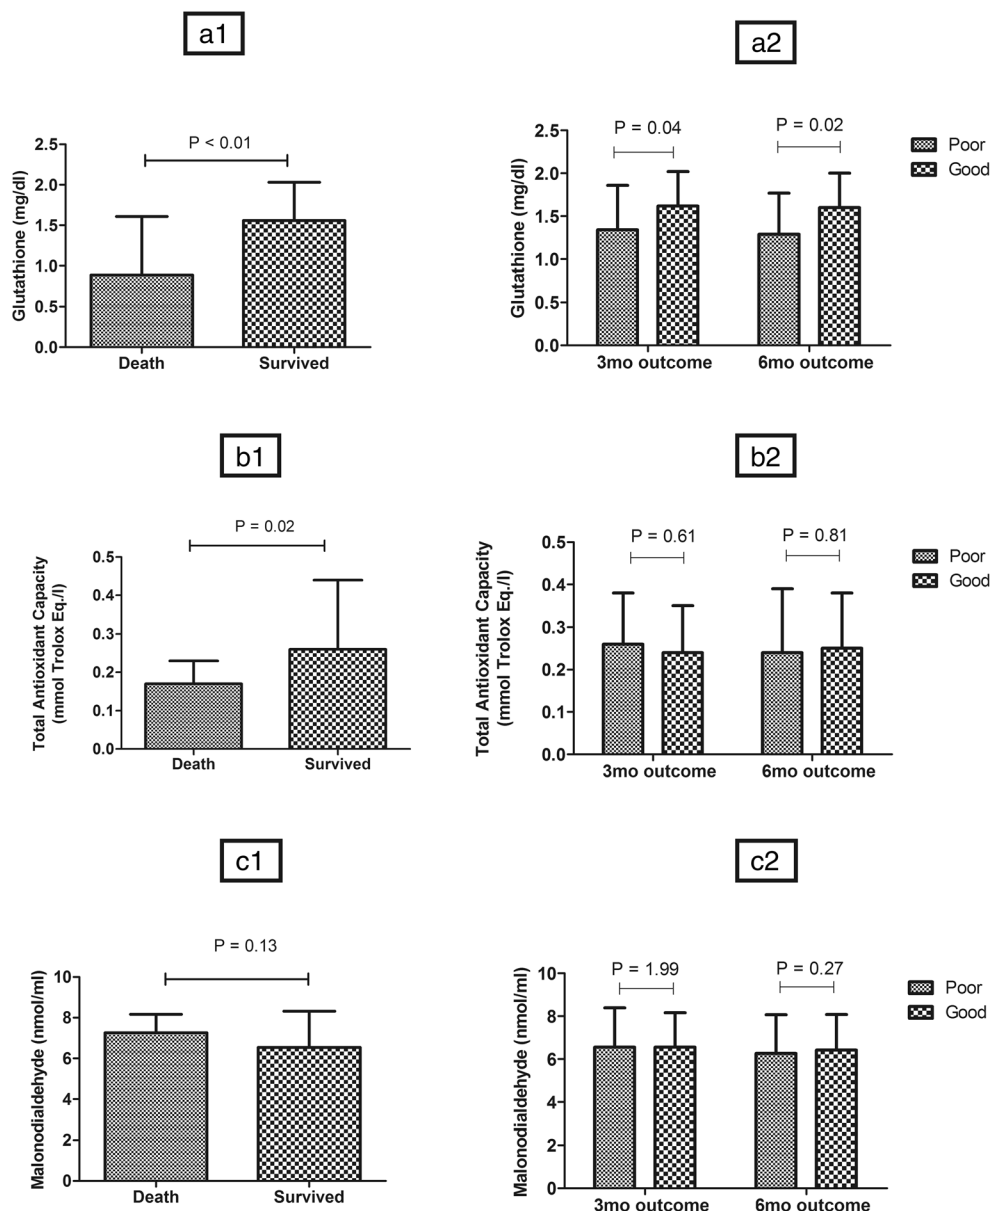 a1
P < 0.01
Glutathione (mg/dl)
2.5
2.0
1.5
1.0
0.5
0.0
Death
Survived
a2
P = 0.04
P = 0.02
Glutathione (mg/dl)
2.5
2.0
1.5
1.0
0.5
0.0
3mo outcome
6mo outcome
Poor
Good
b1
P = 0.02
Total Antioxidant Capacity
(mmol Trolox Eq./l)
0.5
0.4
0.3
0.2
0.1
0.0
Death
Survived
b2
P = 0.61
P = 0.81
Total Antioxidant Capacity
(mmol Trolox Eq./l)
0.5
0.4
0.3
0.2
0.1
0.0
3mo outcome
6mo outcome
Poor
Good
c1
P = 0.13
Malonodialdehyde (nmol/ml)
10
8
6
4
2
0
Death
Survived
c2
P = 1.99
P = 0.27
Malonodialdehyde (nmol/ml)
10
8
6
4
2
0
3mo outcome
6mo outcome
Poor
Good